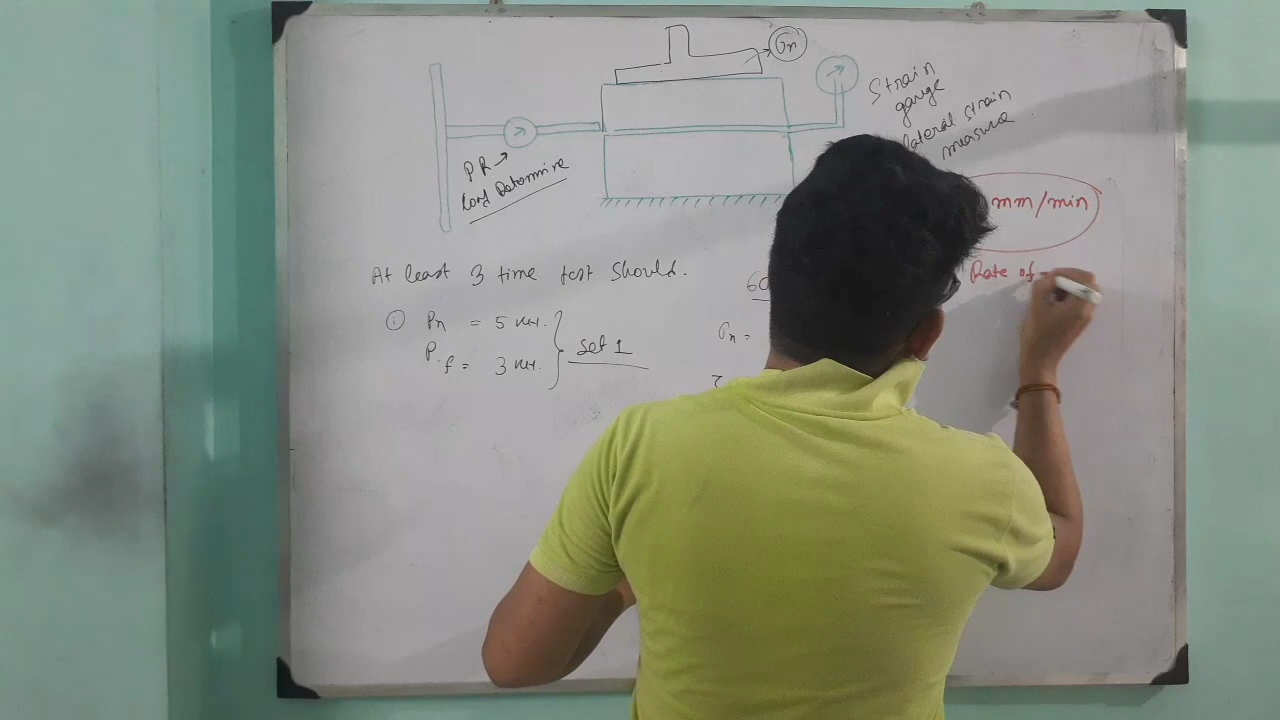 σn
Strain
gauge
lateral strain
measure
PR →
Load Determine
mm/min
Rate of
At least 3 time test should.
60
① Pn = 5 KN.
P.f = 3 KN.
Set 1
σn =